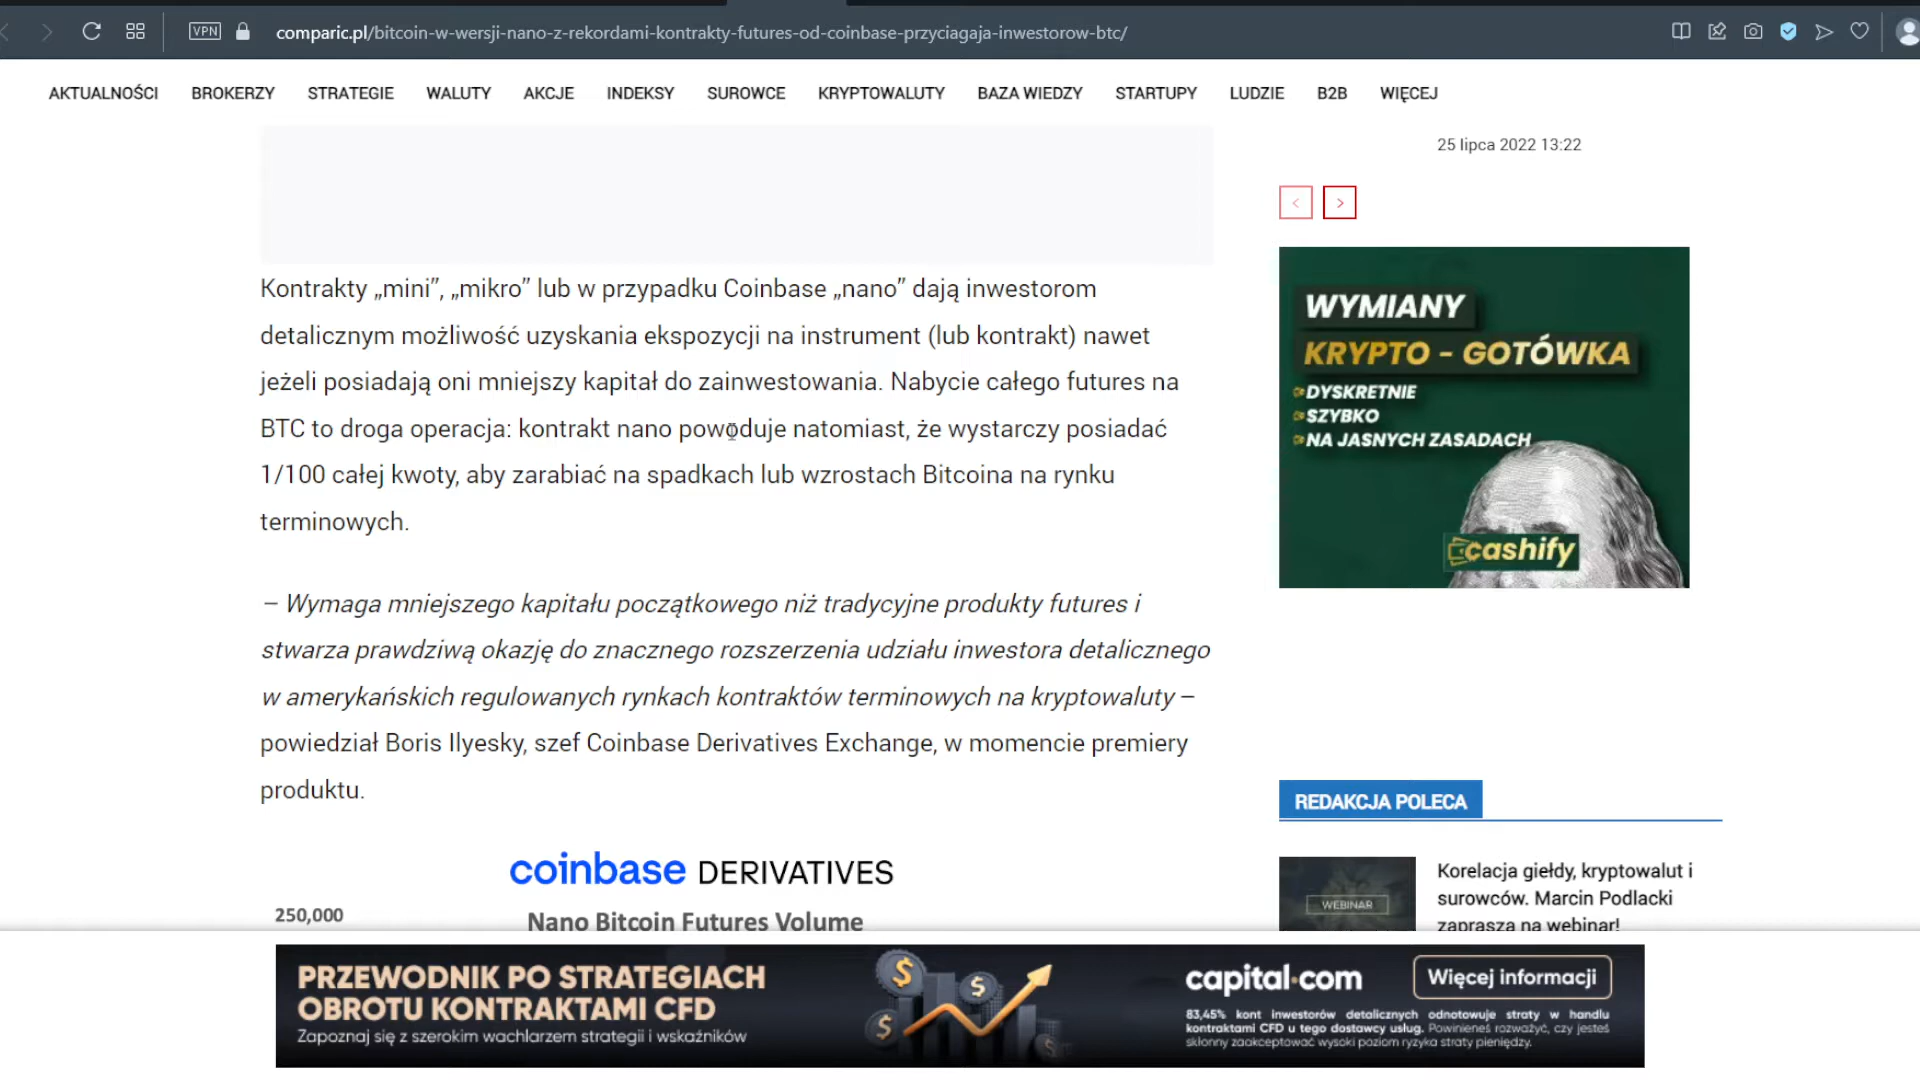 VPN
comparic.pl/bitcoin-w-wersji-nano-z-rekordami-kontrakty-futures-od-coinbase-przyciagaja-inwestorow-btc/
AKTUALNOŚCI BROKERZY STRATEGIE WALUTY AKCJE INDEKSY SUROWCE KRYPTOWALUTY BAZA WIEDZY STARTUPY LUDZIE B2B WIĘCEJ
25 lipca 2022 13:22
Kontrakty „mini”, „mikro” lub w przypadku Coinbase „nano” dają inwestorom
detalicznym możliwość uzyskania ekspozycji na instrument (lub kontrakt) nawet
jeżeli posiadają oni mniejszy kapitał do zainwestowania. Nabycie całego futures na
BTC to droga operacja: kontrakt nano powoduje natomiast, że wystarczy posiadać
1/100 całej kwoty, aby zarabiać na spadkach lub wzrostach Bitcoina na rynku
terminowych.
– Wymaga mniejszego kapitału początkowego niż tradycyjne produkty futures i
stwarza prawdziwą okazję do znacznego rozszerzenia udziału inwestora detalicznego
w amerykańskich regulowanych rynkach kontraktów terminowych na kryptowaluty –
powiedział Boris Ilyesky, szef Coinbase Derivatives Exchange, w momencie premiery
produktu.
coinbase DERIVATIVES
250,000
Nano Bitcoin Futures Volume
WYMIANY
KRYPTO - GOTÓWKA
DYSKRETNIE
SZYBKO
NA JASNYCH ZASADACH
cashify
REDAKCJA POLECA
WEBINAR
Korelacja giełdy, kryptowalut i
surowców. Marcin Podlacki
zaprasza na webinar!
PRZEWODNIK PO STRATEGIACH
OBROTU KONTRAKTAMI CFD
Zapoznaj się z szerokim wachlarzem strategii i wskaźników
capital.com
Więcej informacji
83,45% kont inwestorów detalicznych odnotowuje straty w handlu
kontraktami CFD u tego dostawcy usług. Powinieneś rozważyć, czy jesteś
skłonny zaakceptować wysoki poziom ryzyka straty pieniędzy.